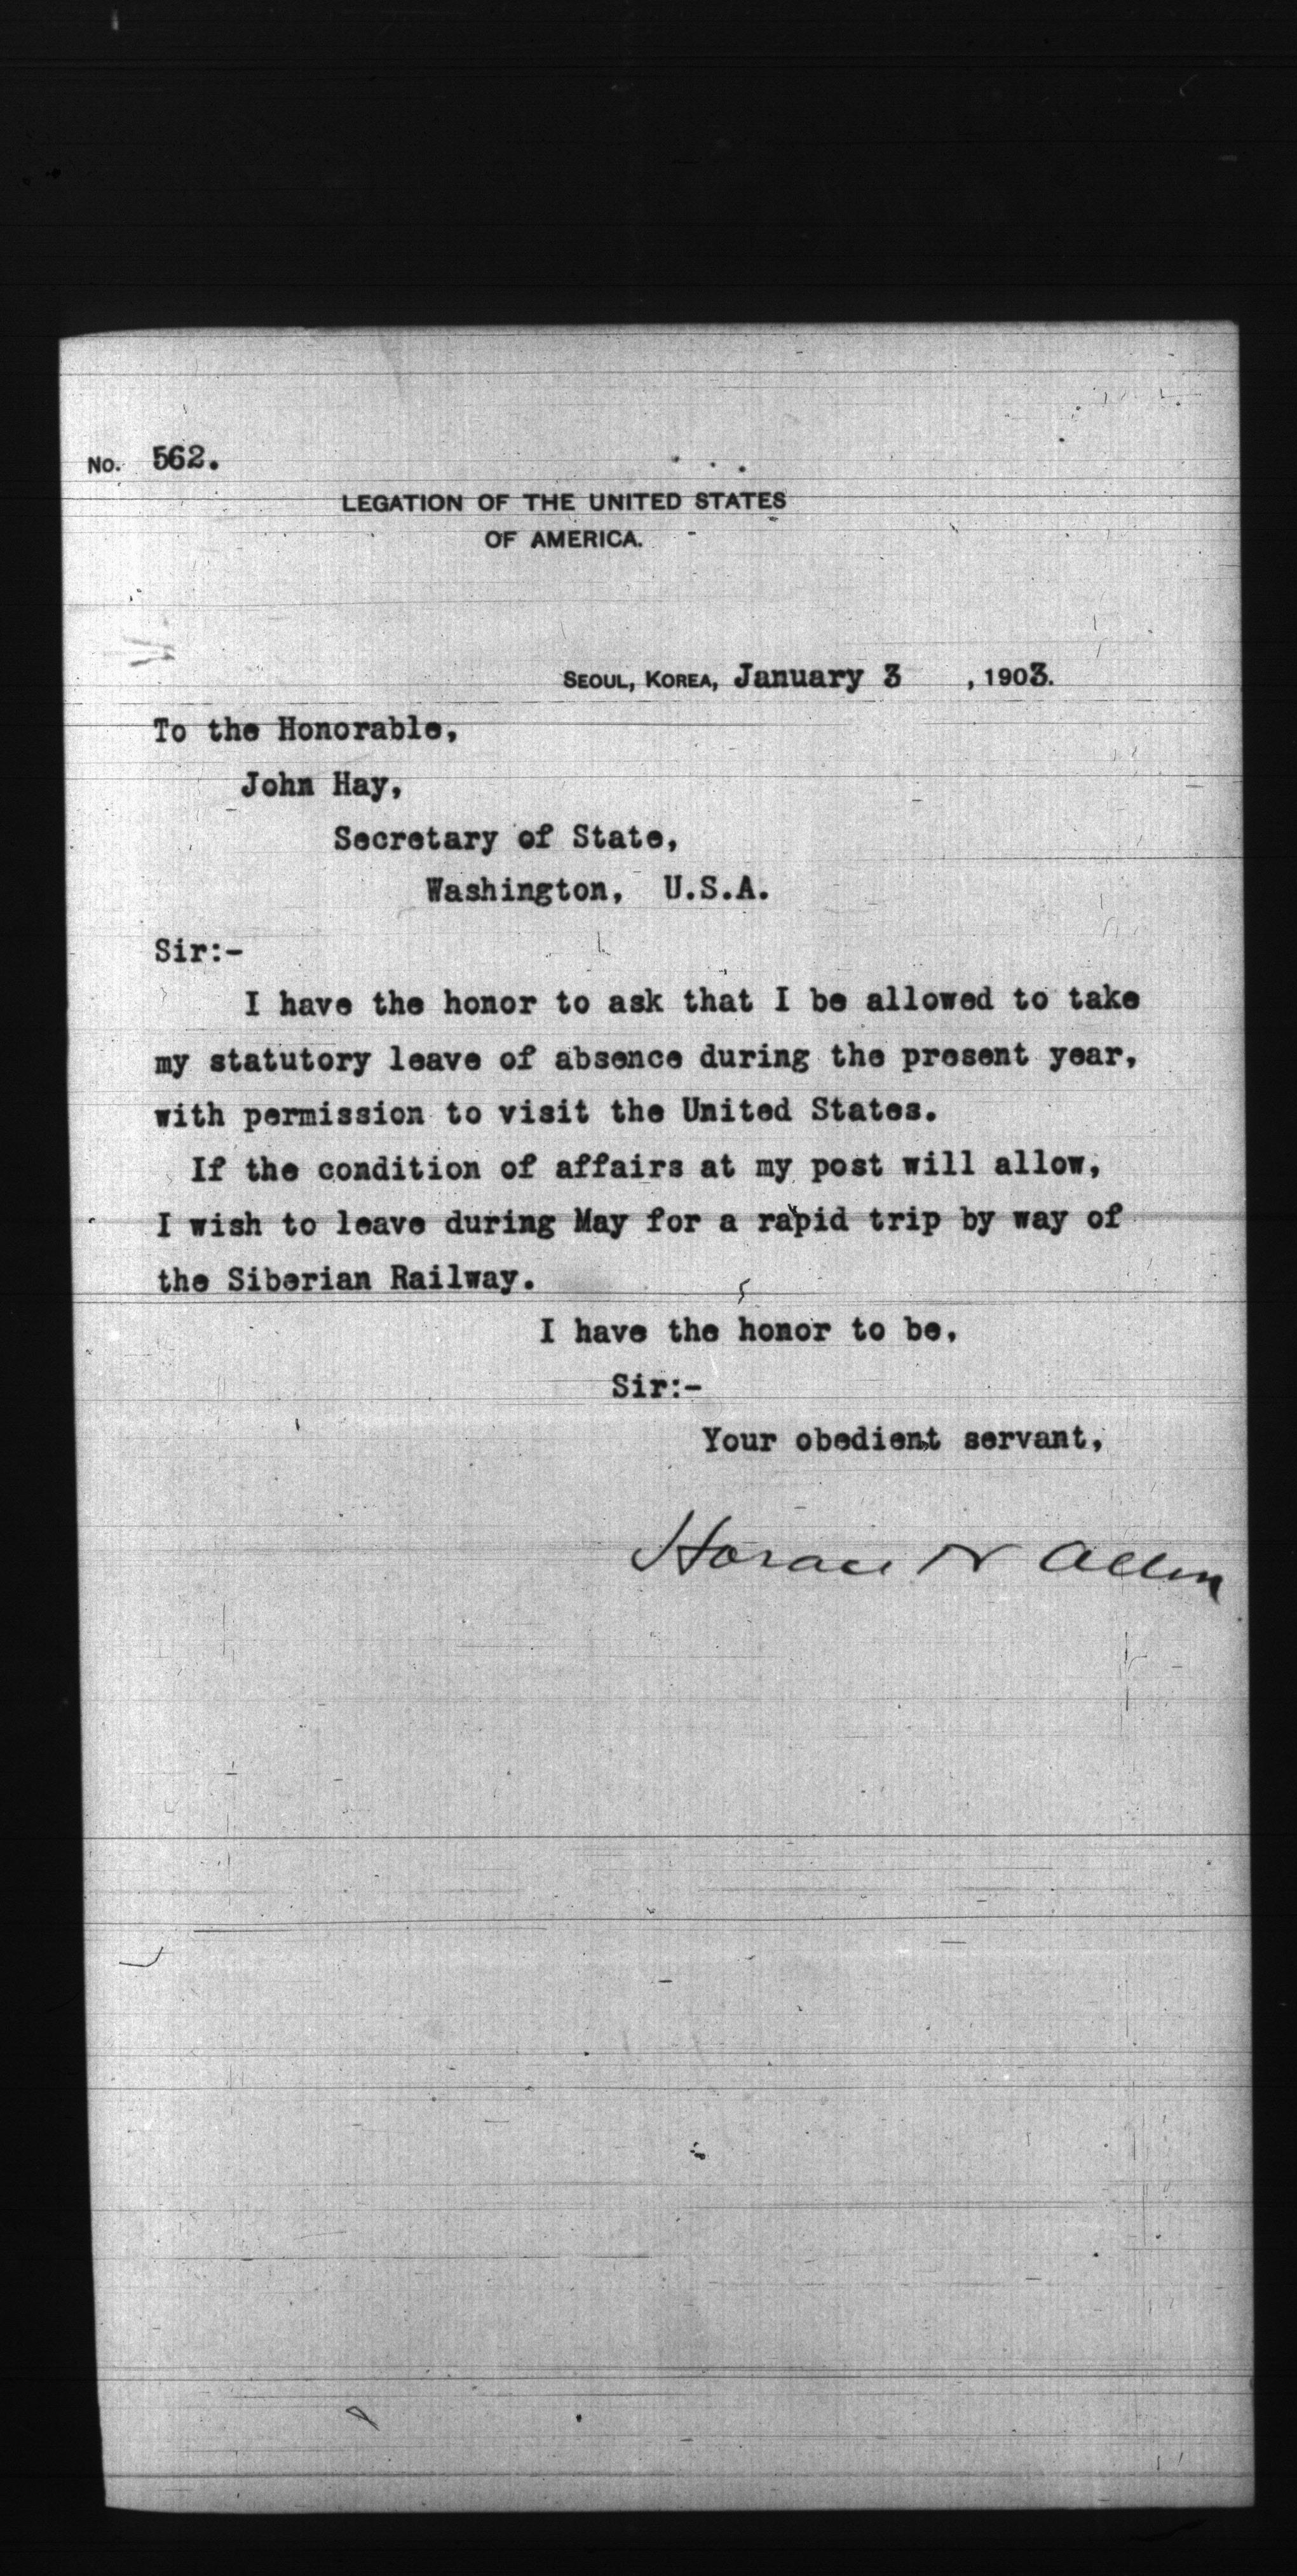 No. 562.
LEGATION OF THE UNITED STATES
OF AMERICA.
SEOUL, KOREA, January 3 , 1903.
To the Honorable,
John Hay,
Secretary of State,
Washington, U.S.A.
Sir:-
I have the honor to ask that I be allowed to take
my statutory leave of absence during the present year,
with permission to visit the United States.
If the condition of affairs at my post will allow,
I wish to leave during May for a rapid trip by way of
the Siberian Railway.
I have the honor to be,
Sir:-
Your obedient servant,
Horace N Allen